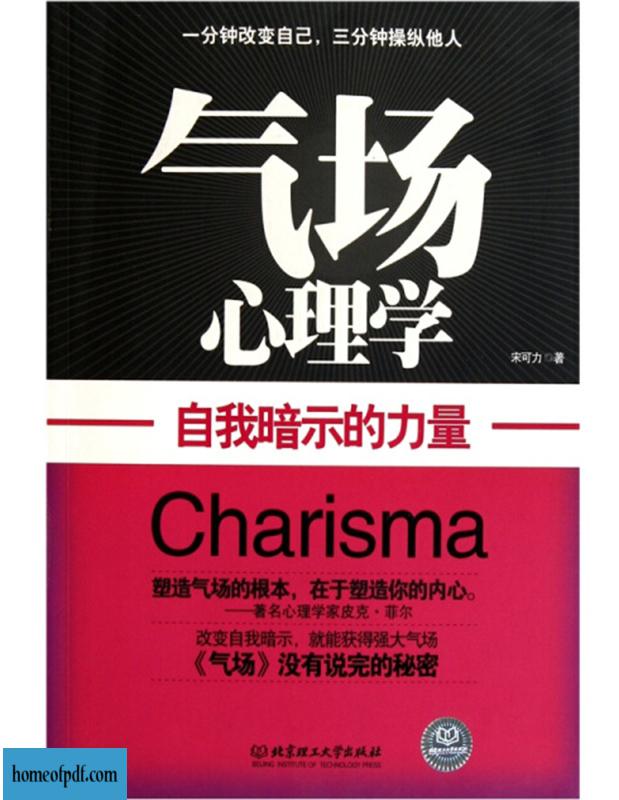 一分钟改变自己，三分钟操纵他人
气场
心理学
宋可力 著
自我暗示的力量
Charisma
塑造气场的根本，在于塑造你的内心。
——著名心理学家皮克·菲尔
改变自我暗示，就能获得强大气场
《气场》没有说完的秘密
北京理工大学出版社
BEIJING INSTITUTE OF TECHNOLOGY PRESS
homeofpdf.com